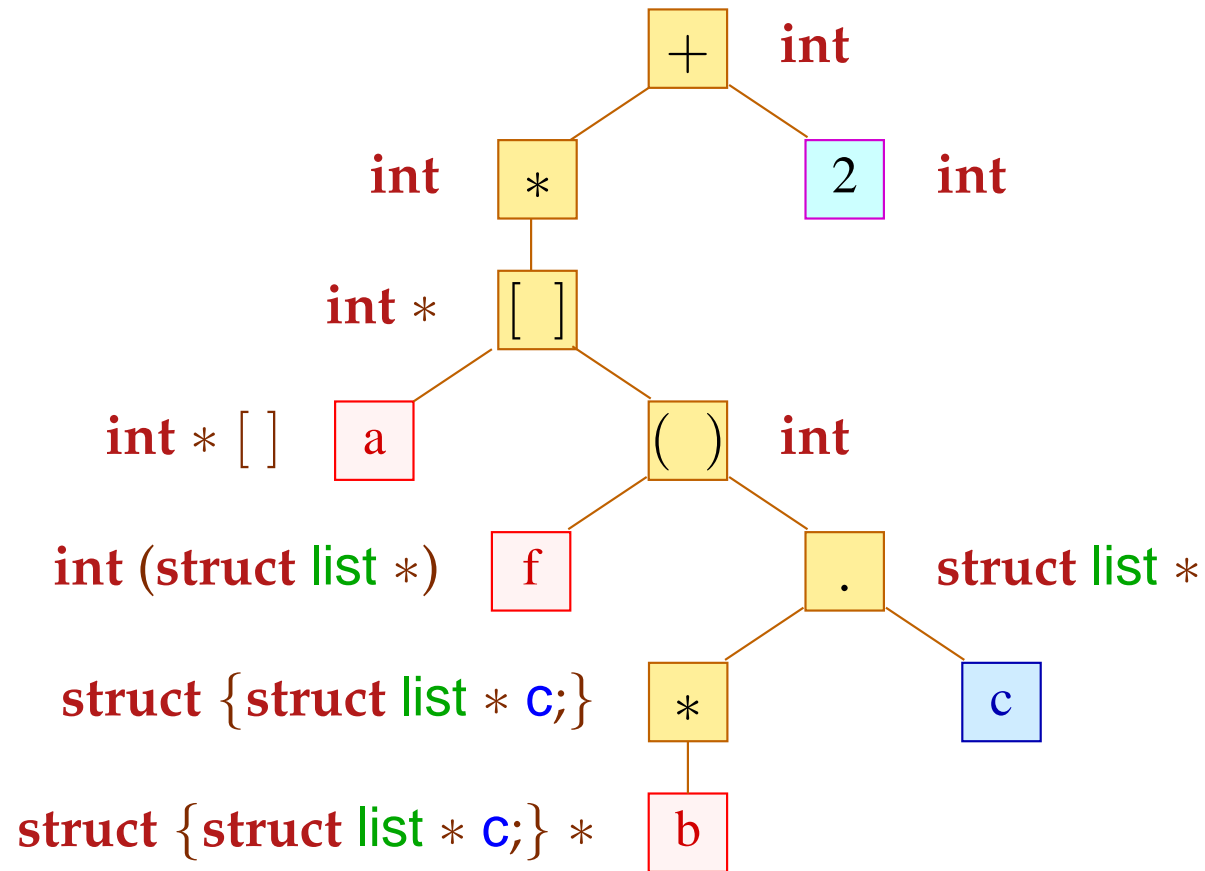 + int
int * 2 int
int * [ ]
int * [ ] a ( ) int
int (struct list *) f . struct list *
struct {struct list * c;} * c
struct {struct list * c;} * b